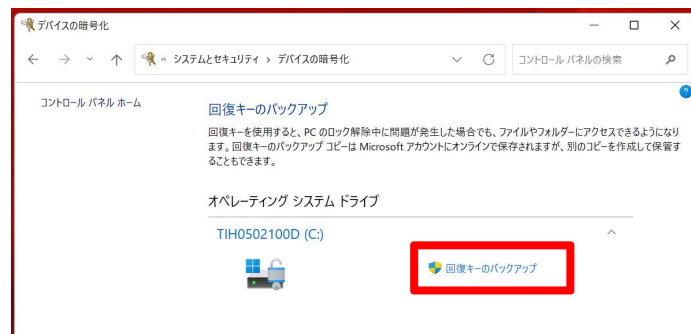 デバイスの暗号化
« システムとセキュリティ › デバイスの暗号化
コントロール パネルの検索
コントロール パネル ホーム
回復キーのバックアップ
回復キーを使用すると、PC のロック解除中に問題が発生した場合でも、ファイルやフォルダーにアクセスできるようになり
ます。回復キーのバックアップ コピーは Microsoft アカウントにオンラインで保存されますが、別のコピーを作成して保管す
ることもできます。
オペレーティング システム ドライブ
TIH0502100D (C:)
回復キーのバックアップ